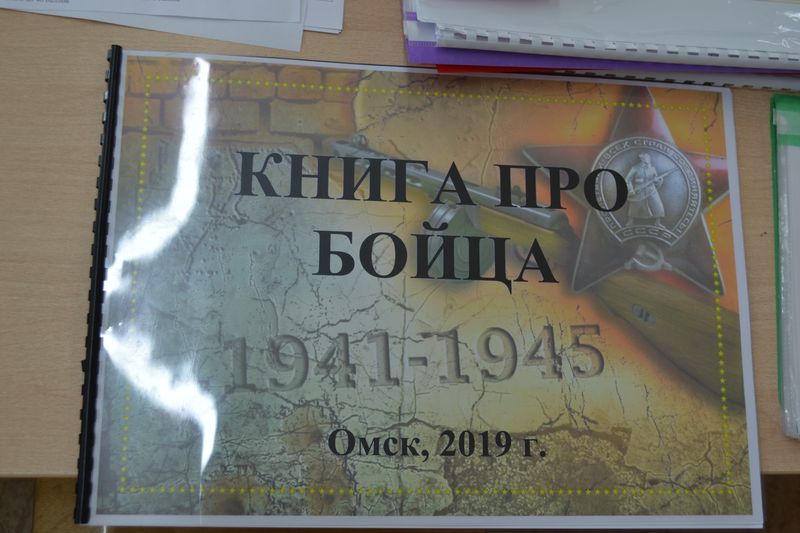 КНИГА ПРО
БОЙЦА
1941-1945
Омск, 2019 г.
СССР